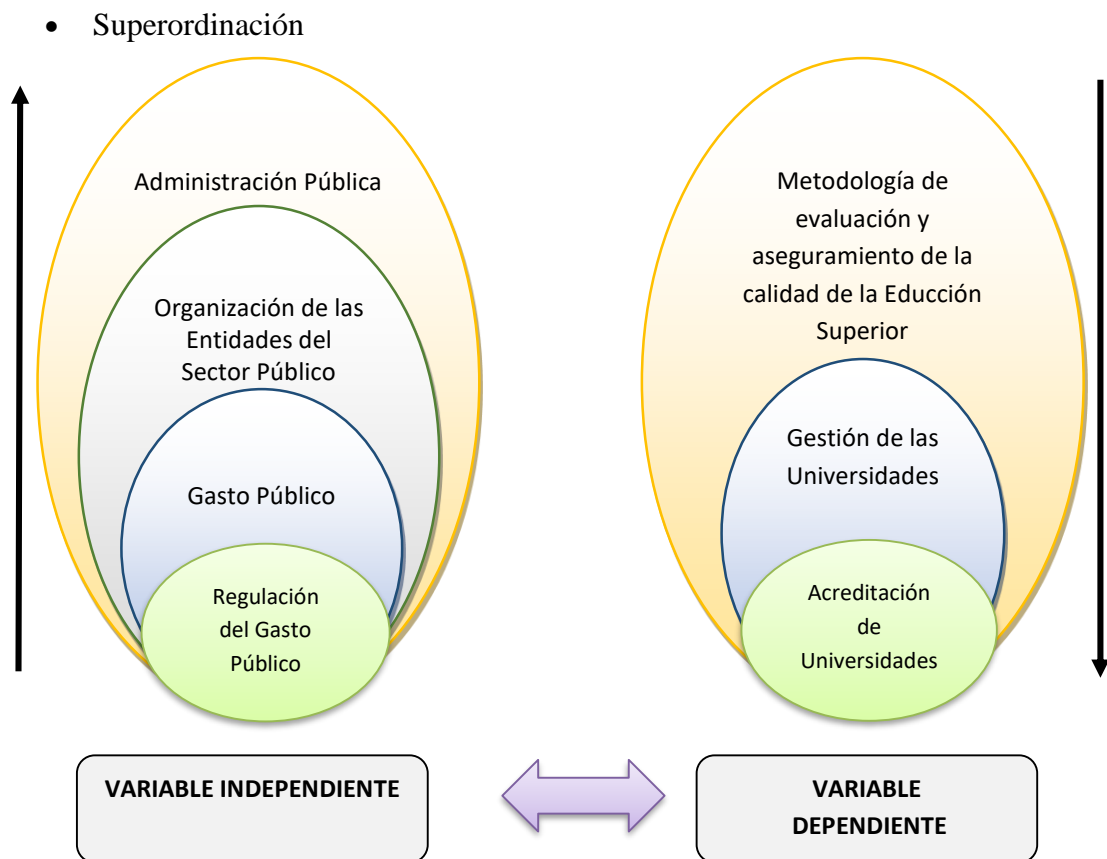 • Superordinación
Administración Pública
Organización de las
Entidades del
Sector Público
Gasto Público
Regulación
del Gasto
Público
Metodología de
evaluación y
aseguramiento de la
calidad de la Educción
Superior
Gestión de las
Universidades
Acreditación
de
Universidades
VARIABLE INDEPENDIENTE
VARIABLE
DEPENDIENTE